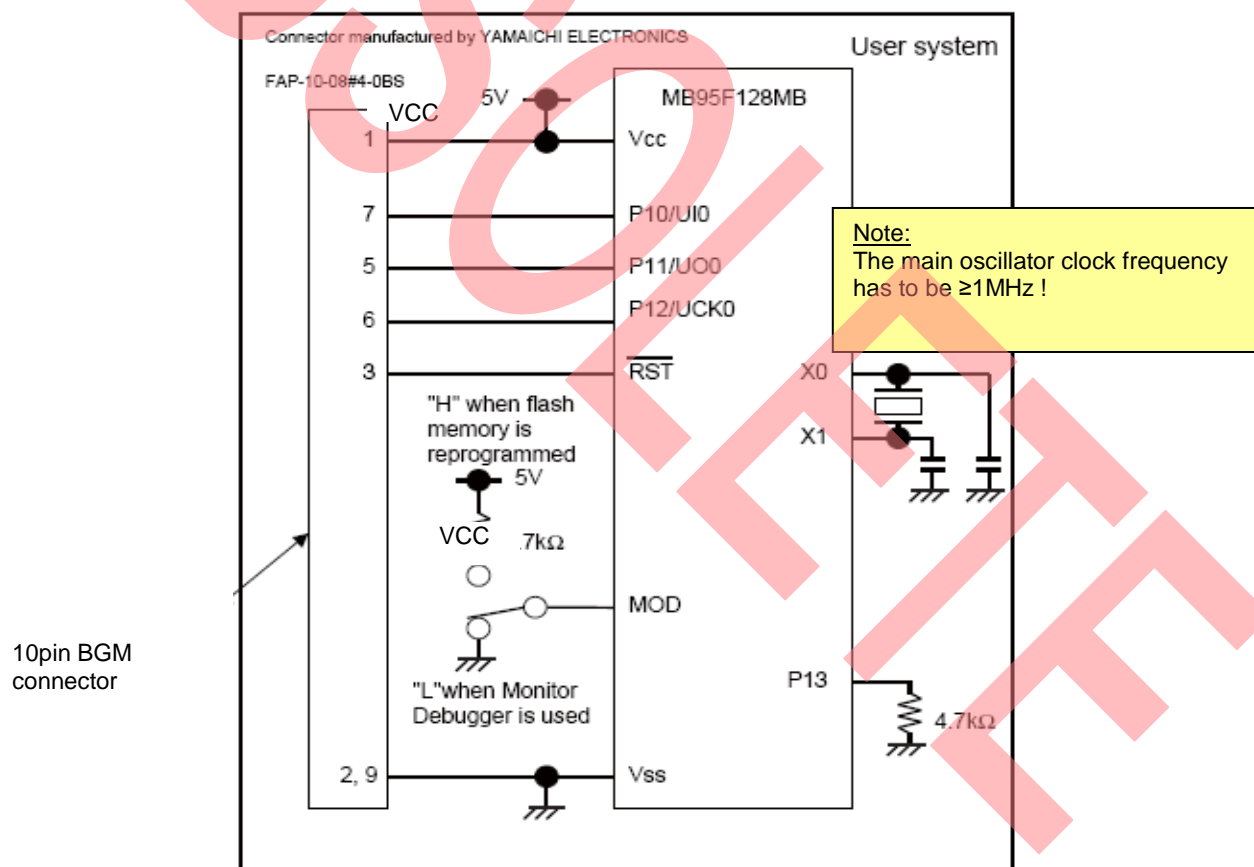 Connector manufactured by YAMAICHI ELECTRONICS
User system
FAP-10-08#4-0BS
5V
MB95F128MB
VCC
1
Vcc
7
P10/UI0
Note:
The main oscillator clock frequency
has to be ≥1MHz !
5
P11/UO0
6
P12/UCK0
3
RST
X0
"H" when flash
memory is
reprogrammed
X1
5V
VCC
.7kΩ
MOD
10pin BGM
connector
"L"when Monitor
Debugger is used
P13
4.7kΩ
2, 9
Vss